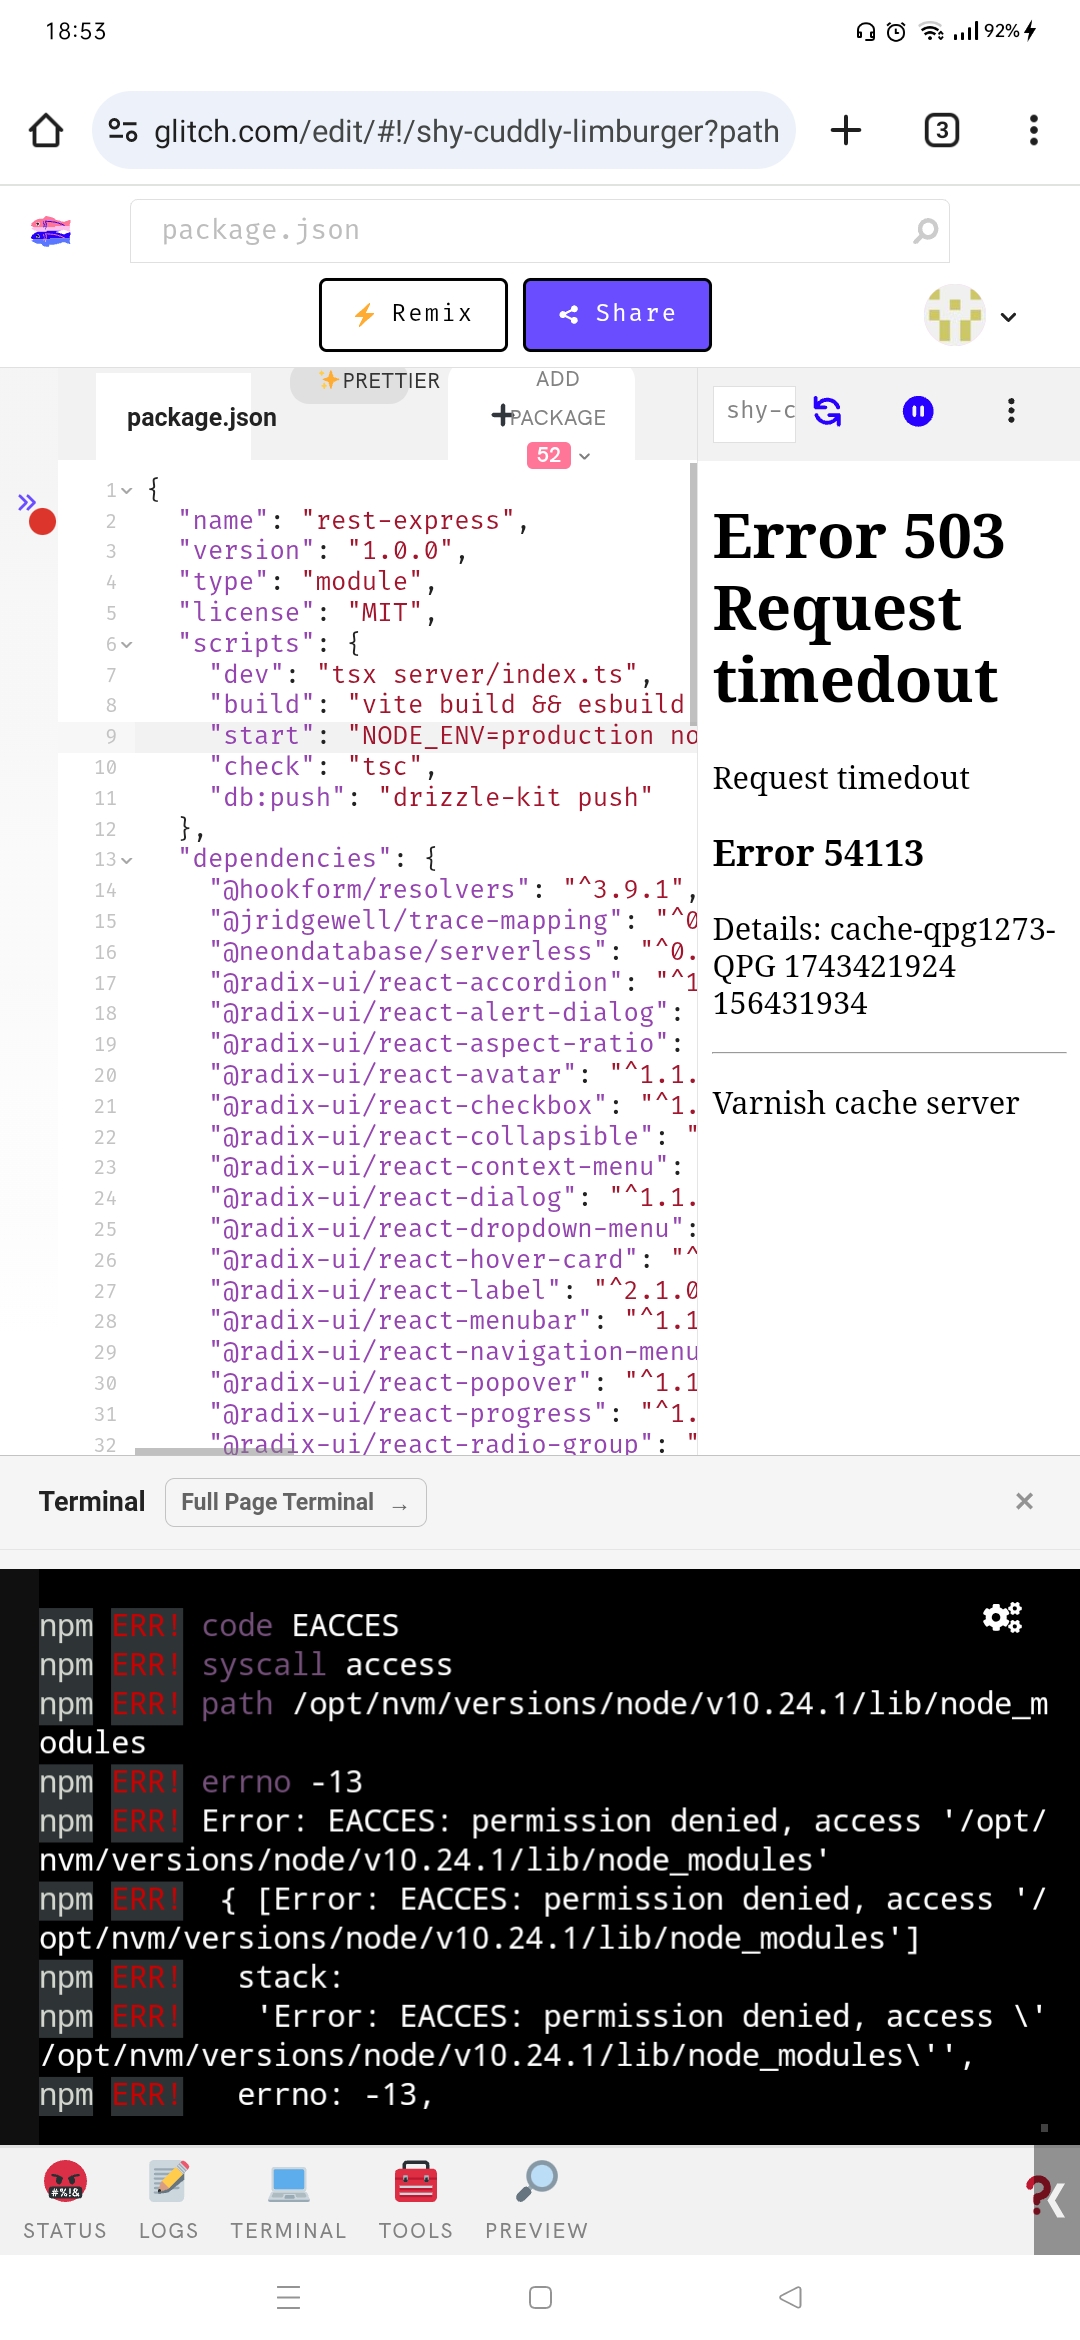 18:53
92%
glitch.com/edit/#!/shy-cuddly-limburger?path
3
package.json
Remix
Share
package.json
PRETTIER
ADD
PACKAGE
52
shy-c
1 {
2 "name": "rest-express",
3 "version": "1.0.0",
4 "type": "module",
5 "license": "MIT",
6 "scripts": {
7 "dev": "tsx server/index.ts",
8 "build": "vite build && esbuild
9 "start": "NODE_ENV=production no
10 "check": "tsc",
11 "db:push": "drizzle-kit push"
12 },
13 "dependencies": {
14 "@hookform/resolvers": "^3.9.1",
15 "@jridgewell/trace-mapping": "^0
16 "@neondatabase/serverless": "^0.
17 "@radix-ui/react-accordion": "^1
18 "@radix-ui/react-alert-dialog":
19 "@radix-ui/react-aspect-ratio":
20 "@radix-ui/react-avatar": "^1.1.
21 "@radix-ui/react-checkbox": "^1.
22 "@radix-ui/react-collapsible": "
23 "@radix-ui/react-context-menu":
24 "@radix-ui/react-dialog": "^1.1.
25 "@radix-ui/react-dropdown-menu":
26 "@radix-ui/react-hover-card": "^
27 "@radix-ui/react-label": "^2.1.0
28 "@radix-ui/react-menubar": "^1.1
29 "@radix-ui/react-navigation-menu
30 "@radix-ui/react-popover": "^1.1
31 "@radix-ui/react-progress": "^1.
32 "@radix-ui/react-radio-group": "
Error 503
Request
timedout
Request timedout
Error 54113
Details: cache-qpg1273-
QPG 1743421924
156431934
Varnish cache server
Terminal
Full Page Terminal →
×
npm ERR! code EACCES
npm ERR! syscall access
npm ERR! path /opt/nvm/versions/node/v10.24.1/lib/node_m
odules
npm ERR! errno -13
npm ERR! Error: EACCES: permission denied, access '/opt/
nvm/versions/node/v10.24.1/lib/node_modules'
npm ERR!  { [Error: EACCES: permission denied, access '/
opt/nvm/versions/node/v10.24.1/lib/node_modules']
npm ERR!   stack:
npm ERR!    'Error: EACCES: permission denied, access \'
/opt/nvm/versions/node/v10.24.1/lib/node_modules\'',
npm ERR!   errno: -13,
#%!&
STATUS
LOGS
TERMINAL
TOOLS
PREVIEW